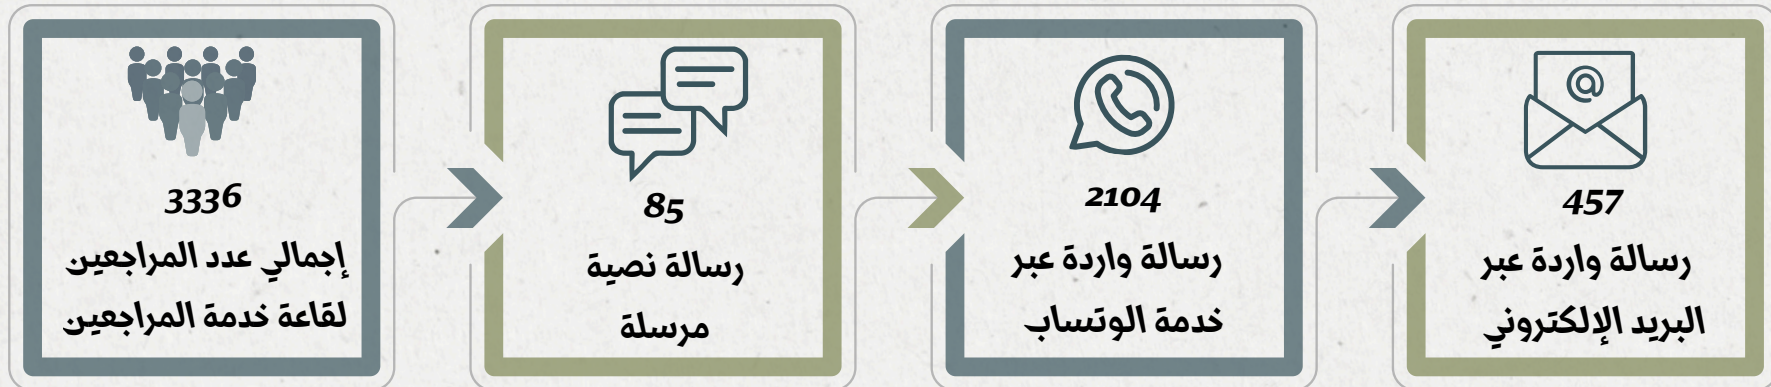 3336
إجمالي عدد المراجعين
لقاعة خدمة المراجعين
85
رسالة نصية
مرسلة
2104
رسالة واردة عبر
خدمة الوتساب
457
رسالة واردة عبر
البريد الإلكتروني